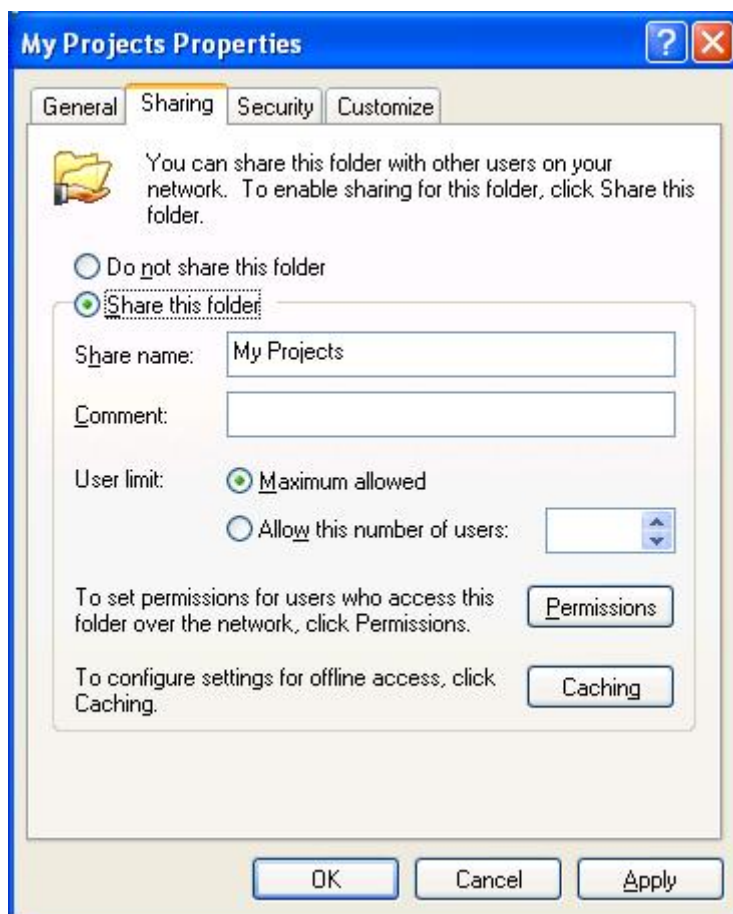 My Projects Properties
?
General Sharing Security Customize
You can share this folder with other users on your
network. To enable sharing for this folder, click Share this
folder.
Do not share this folder
Share this folder
Share name: My Projects
Comment:
User limit: Maximum allowed
Allow this number of users:
To set permissions for users who access this
folder over the network, click Permissions.
Permissions
To configure settings for offline access, click
Caching.
Caching
OK Cancel Apply